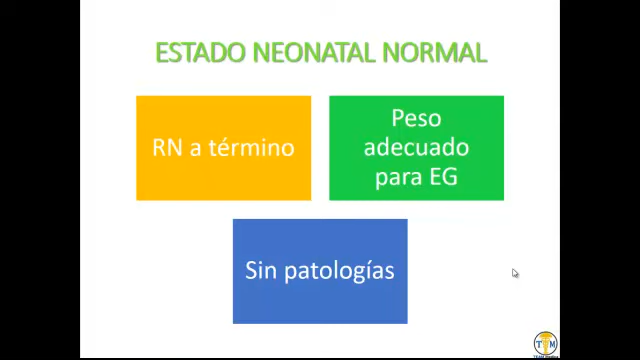 ESTADO NEONATAL NORMAL
RN a término
Peso
adecuado
para EG
Sin patologías